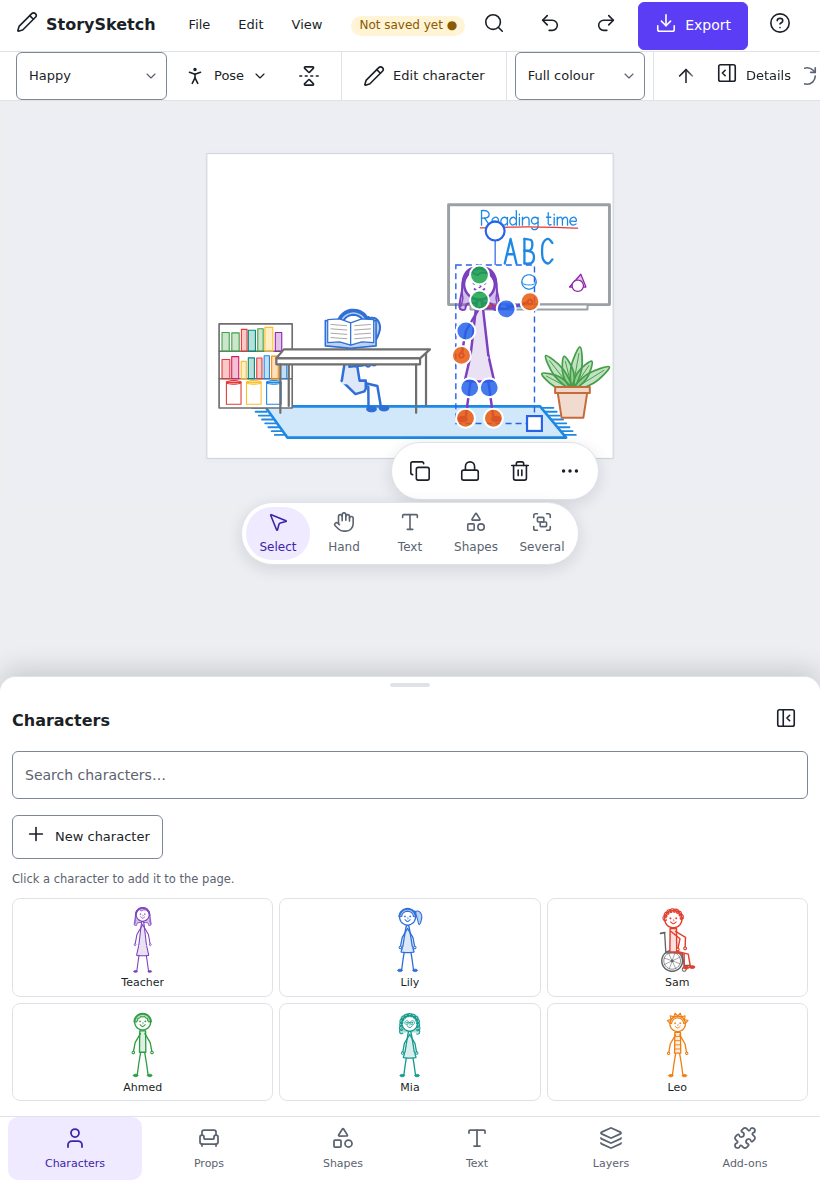 StorySketch
File
Edit
View
Not saved yet
Export
Happy
Pose
Edit character
Full colour
Details
Reading time
ABC
Select
Hand
Text
Shapes
Several
Characters
Search characters…
New character
Click a character to add it to the page.
Teacher
Lily
Sam
Ahmed
Mia
Leo
Characters
Props
Shapes
Text
Layers
Add-ons